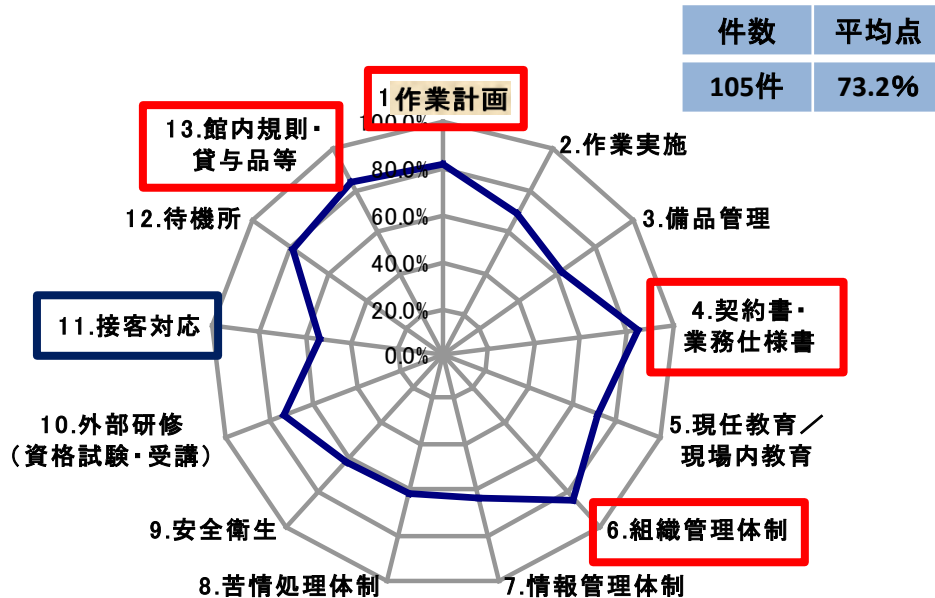 件数 平均点
105件 73.2%
1
作業計画
2.作業実施
3.備品管理
4.契約書・
業務仕様書
5.現任教育／
現場内教育
6.組織管理体制
7.情報管理体制
8.苦情処理体制
9.安全衛生
10.外部研修
（資格試験・受講）
11.接客対応
12.待機所
13.館内規則・
貸与品等
100.0%
80.0%
60.0%
40.0%
20.0%
0.0%